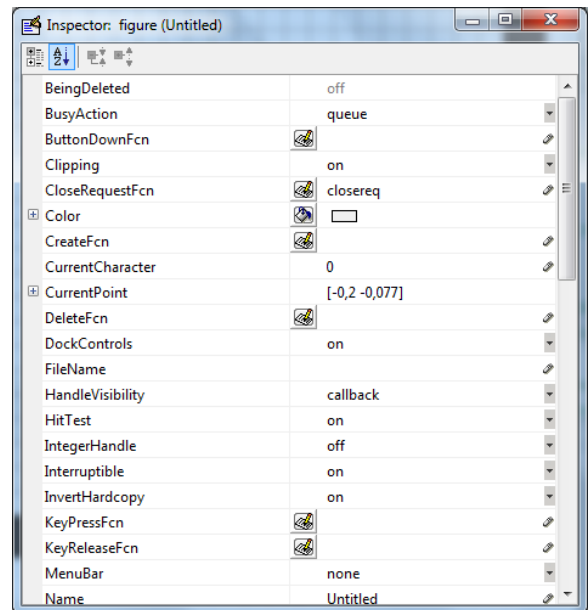 Inspector: figure (Untitled)
BeingDeleted off
BusyAction queue
ButtonDownFcn
Clipping on
CloseRequestFcn closereq
Color
CreateFcn
CurrentCharacter 0
CurrentPoint [-0,2 -0,077]
DeleteFcn
DockControls on
FileName
HandleVisibility callback
HitTest on
IntegerHandle off
Interruptible on
InvertHardcopy on
KeyPressFcn
KeyReleaseFcn
MenuBar none
Name Untitled